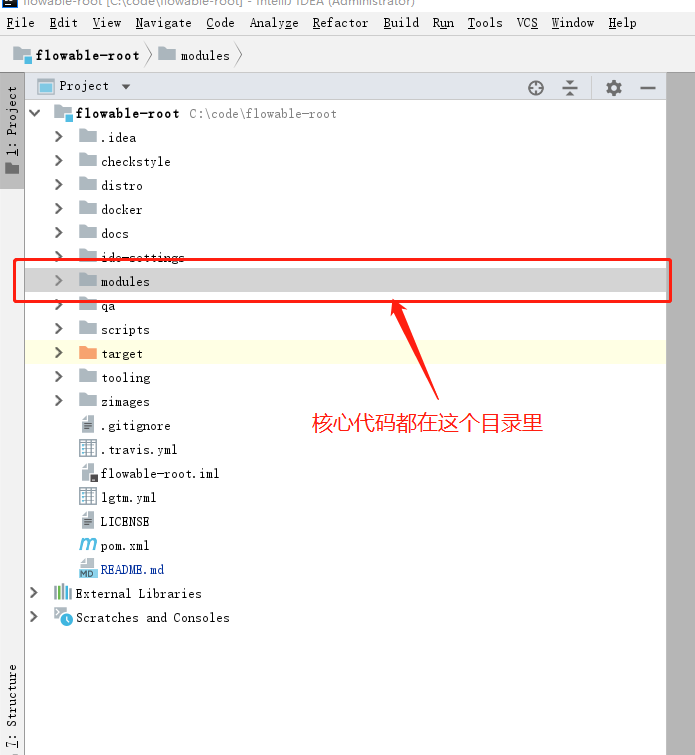 flowable-root [C:\code\flowable-root] - IntelliJ IDEA (Administrator)
File Edit View Navigate Code Analyze Refactor Build Run Tools VCS Window Help
flowable-root modules
1: Project
Project
flowable-root C:\code\flowable-root
.idea
checkstyle
distro
docker
docs
ide-settings
modules
qa
scripts
target
tooling
zimages
核心代码都在这个目录里
.gitignore
.travis.yml
flowable-root.iml
lgtm.yml
LICENSE
pom.xml
README.md
External Libraries
Scratches and Consoles
7: Structure